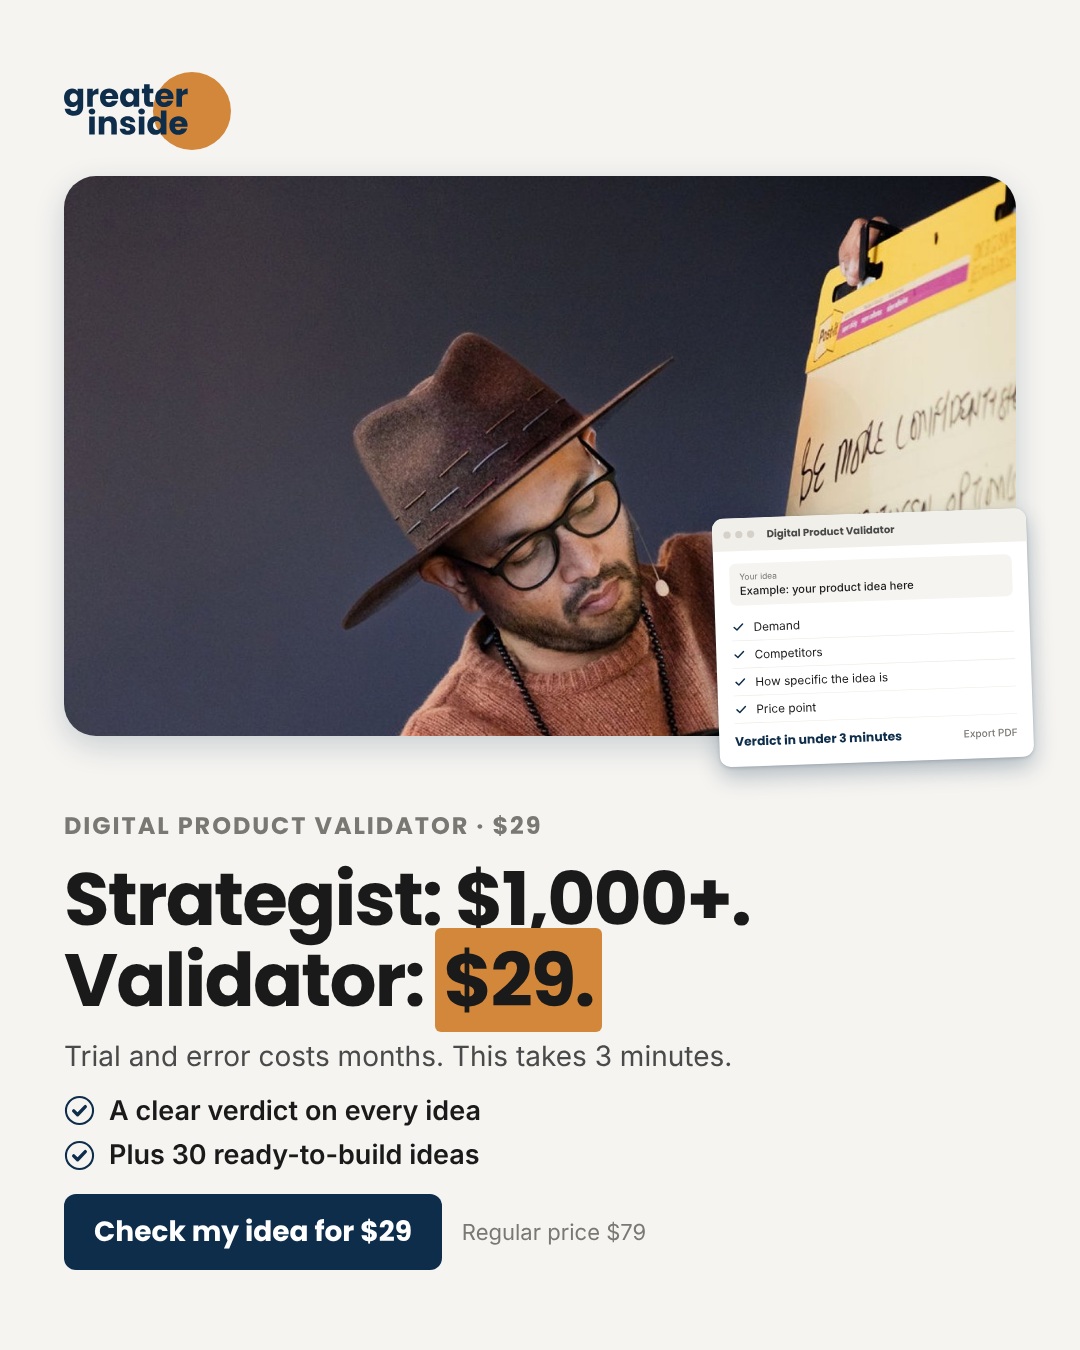 greater
inside
Post-it
BE MORE CONFIDENT
OPTIONS
Digital Product Validator
Your idea
Example: your product idea here
Demand
Competitors
How specific the idea is
Price point
Verdict in under 3 minutes
Export PDF
DIGITAL PRODUCT VALIDATOR · $29
Strategist: $1,000+.
Validator: $29.
Trial and error costs months. This takes 3 minutes.
A clear verdict on every idea
Plus 30 ready-to-build ideas
Check my idea for $29
Regular price $79